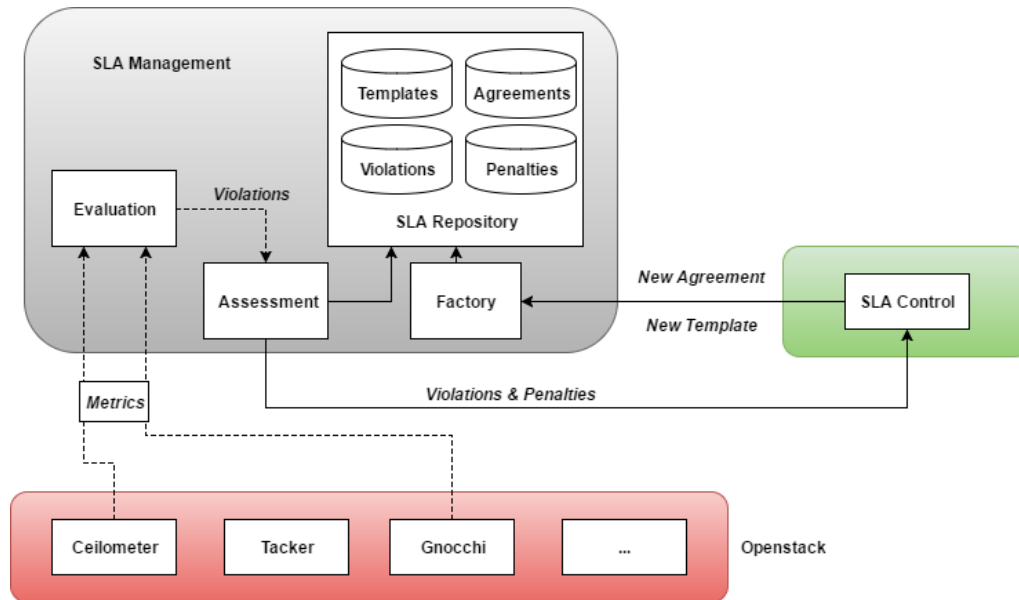 SLA Management
Templates
Agreements
Violations
Penalties
SLA Repository
Evaluation
Violations
Assessment
Factory
New Agreement
New Template
SLA Control
Violations & Penalties
Metrics
Ceilometer
Tacker
Gnocchi
...
Openstack